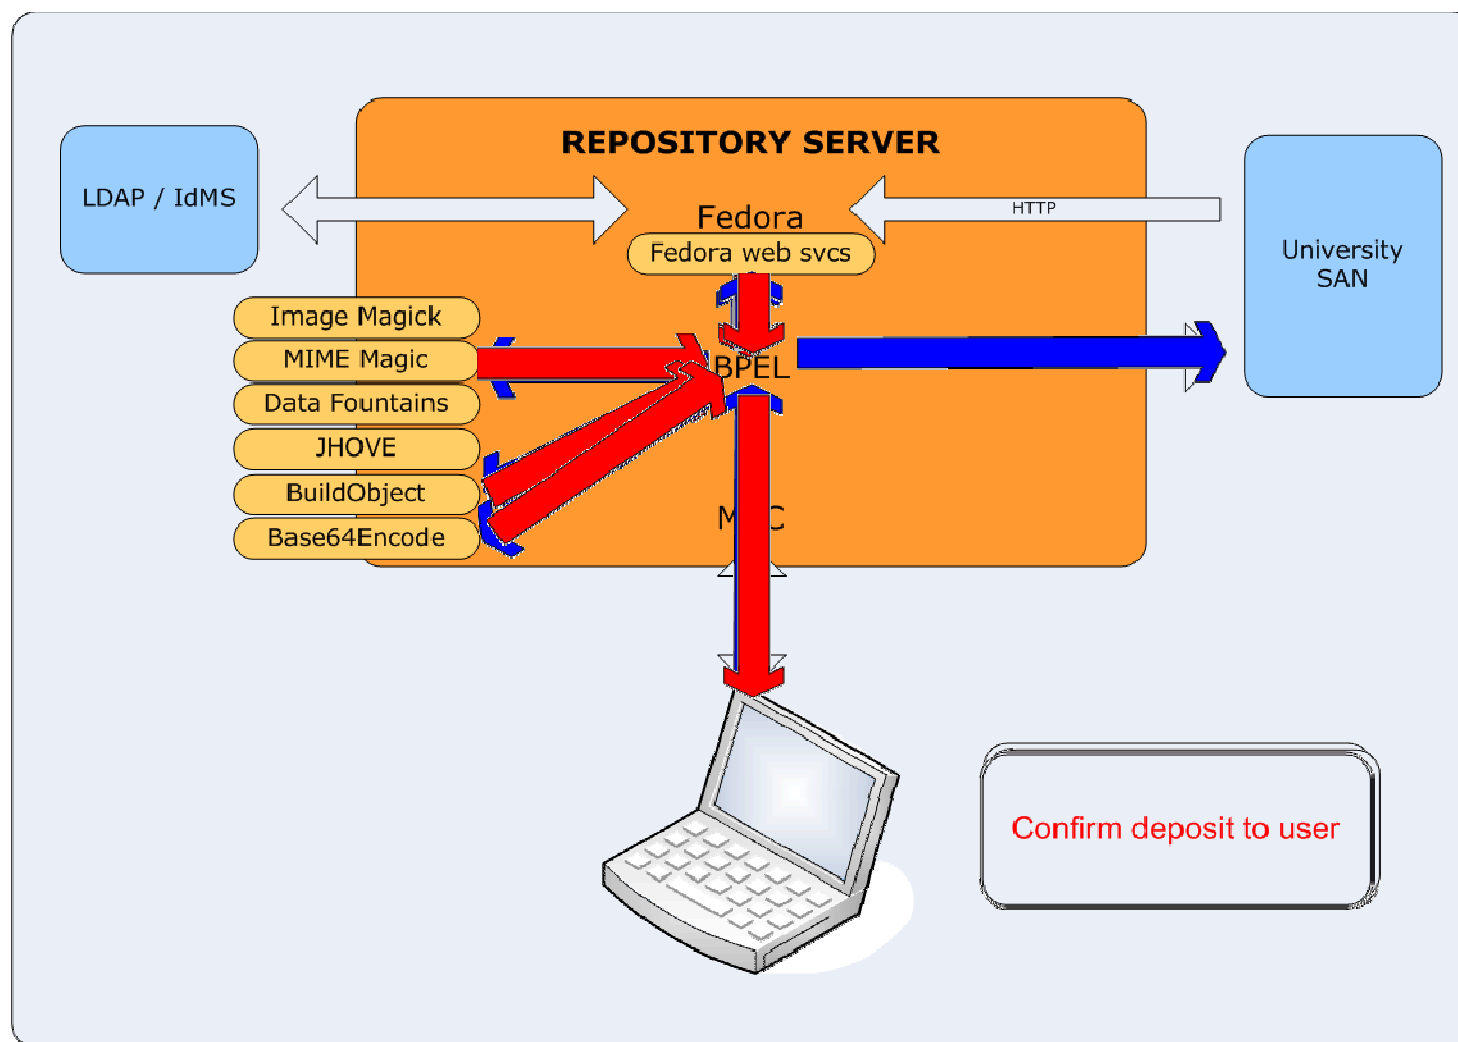 REPOSITORY SERVER
LDAP / IdMS
HTTP
Fedora
Fedora web svcs
University
SAN
Image Magick
MIME Magic
BPEL
Data Fountains
JHOVE
BuildObject
Base64Encode
Confirm deposit to user